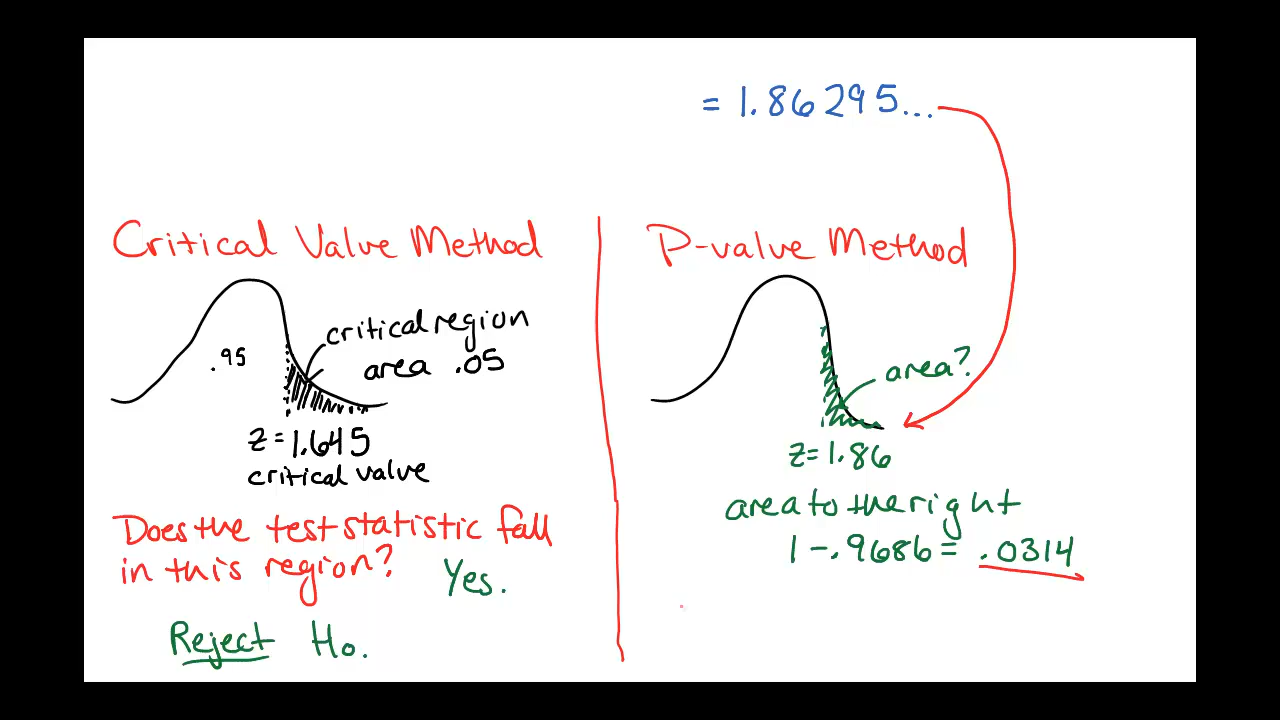 = 1.86295...
Critical Value Method
.95
critical region
area .05
z = 1.645
critical value
Does the test statistic fall
in this region? Yes.
Reject Ho.
P-value Method
area?
z = 1.86
area to the right
1 - .9686 = .0314